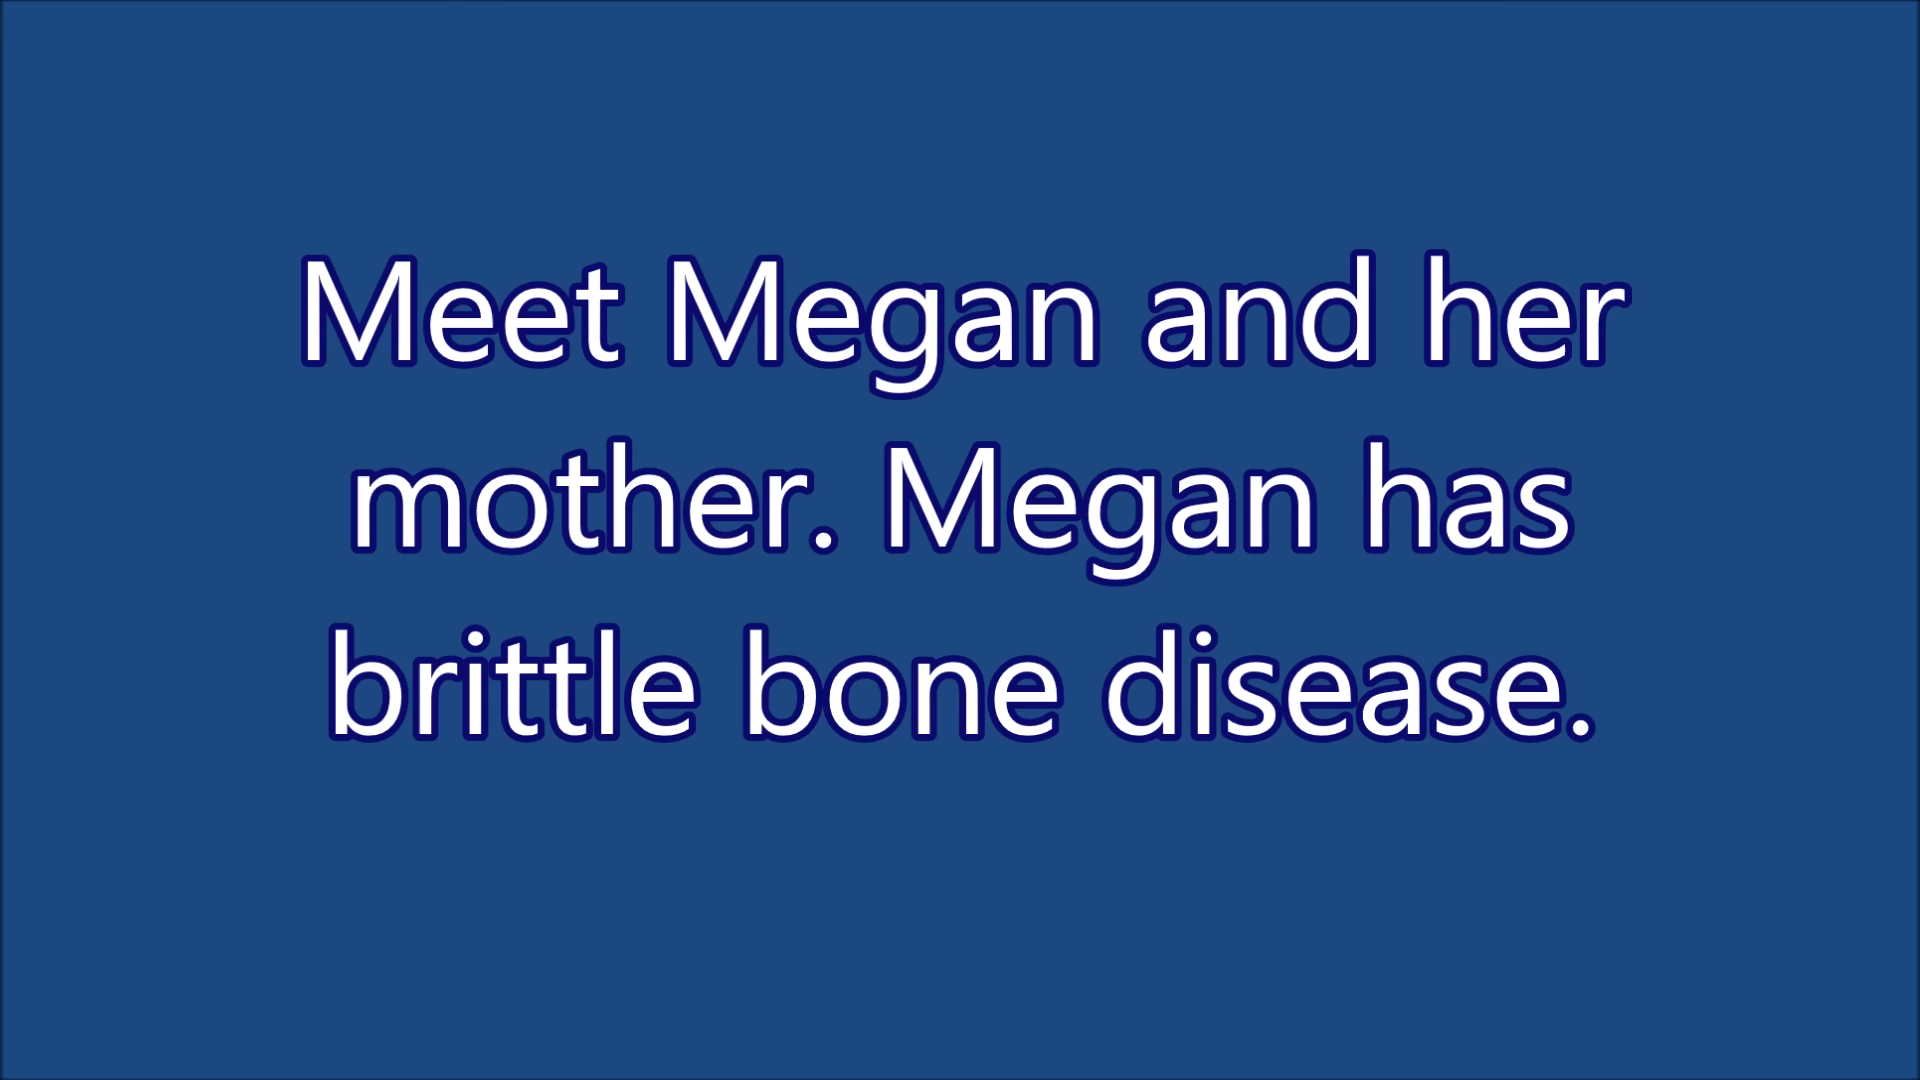 Meet Megan and her
mother. Megan has
brittle bone disease.